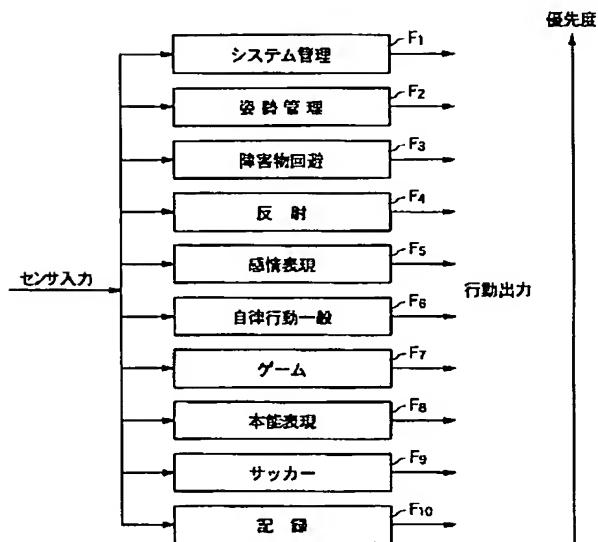 優先度
F1
システム管理
F2
姿勢管理
F3
障害物回避
F4
反射
F5
感情表現
センサ入力
行動出力
F6
自律行動一般
F7
ゲーム
F8
本能表現
F9
サッカー
F10
記録